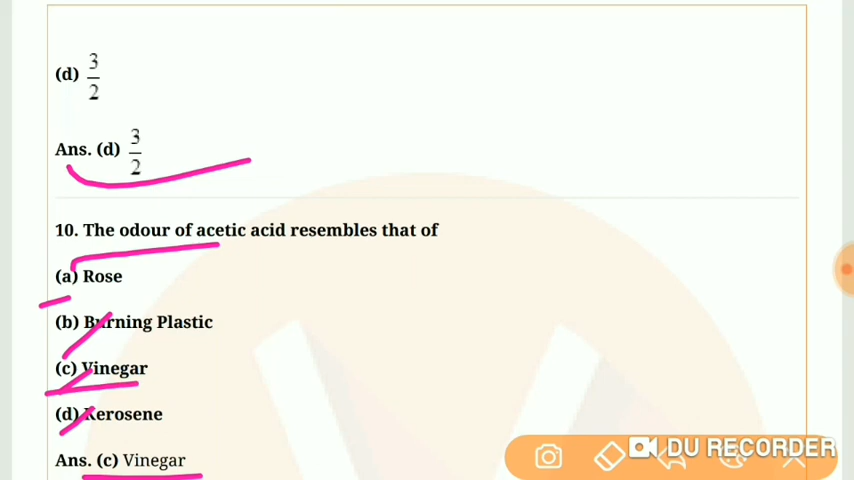 (d) 3/2
Ans. (d) 3/2
10. The odour of acetic acid resembles that of
(a) Rose
(b) Burning Plastic
(c) Vinegar
(d) Kerosene
Ans. (c) Vinegar
DU RECORDER